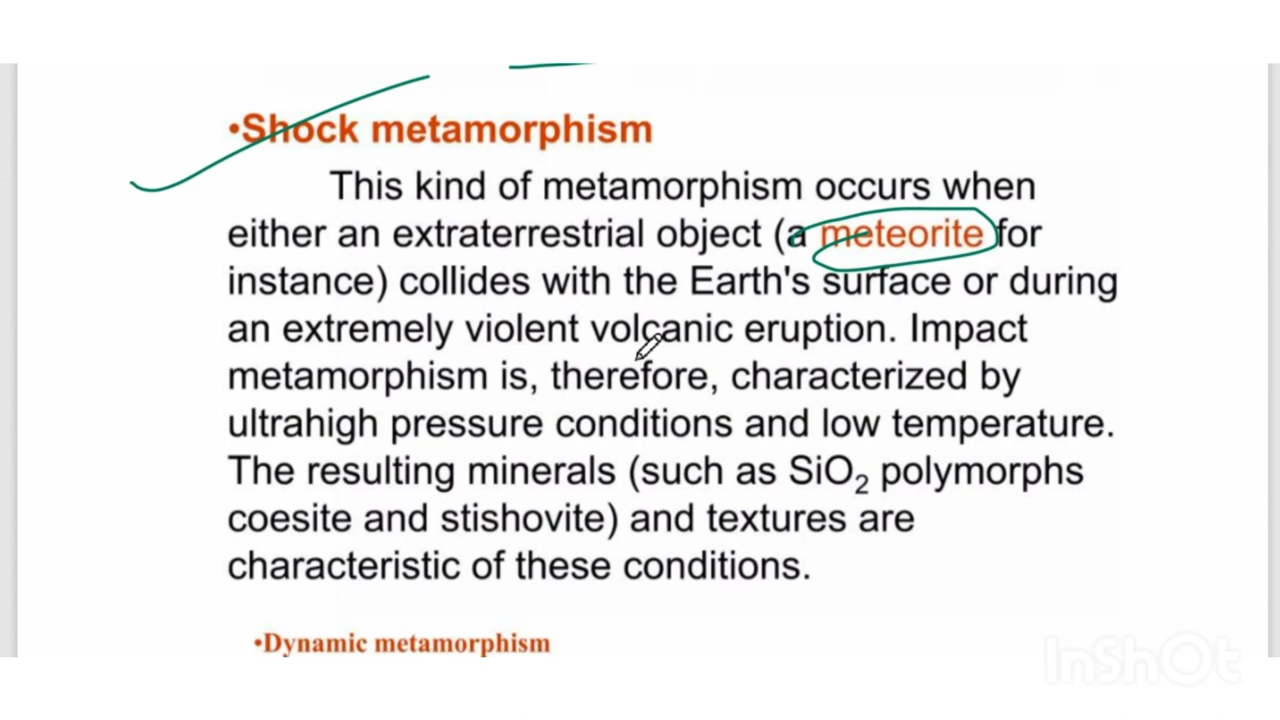 •Shock metamorphism
This kind of metamorphism occurs when
either an extraterrestrial object (a meteorite for
instance) collides with the Earth's surface or during
an extremely violent volcanic eruption. Impact
metamorphism is, therefore, characterized by
ultrahigh pressure conditions and low temperature.
The resulting minerals (such as SiO₂ polymorphs
coesite and stishovite) and textures are
characteristic of these conditions.
•Dynamic metamorphism
InShOt